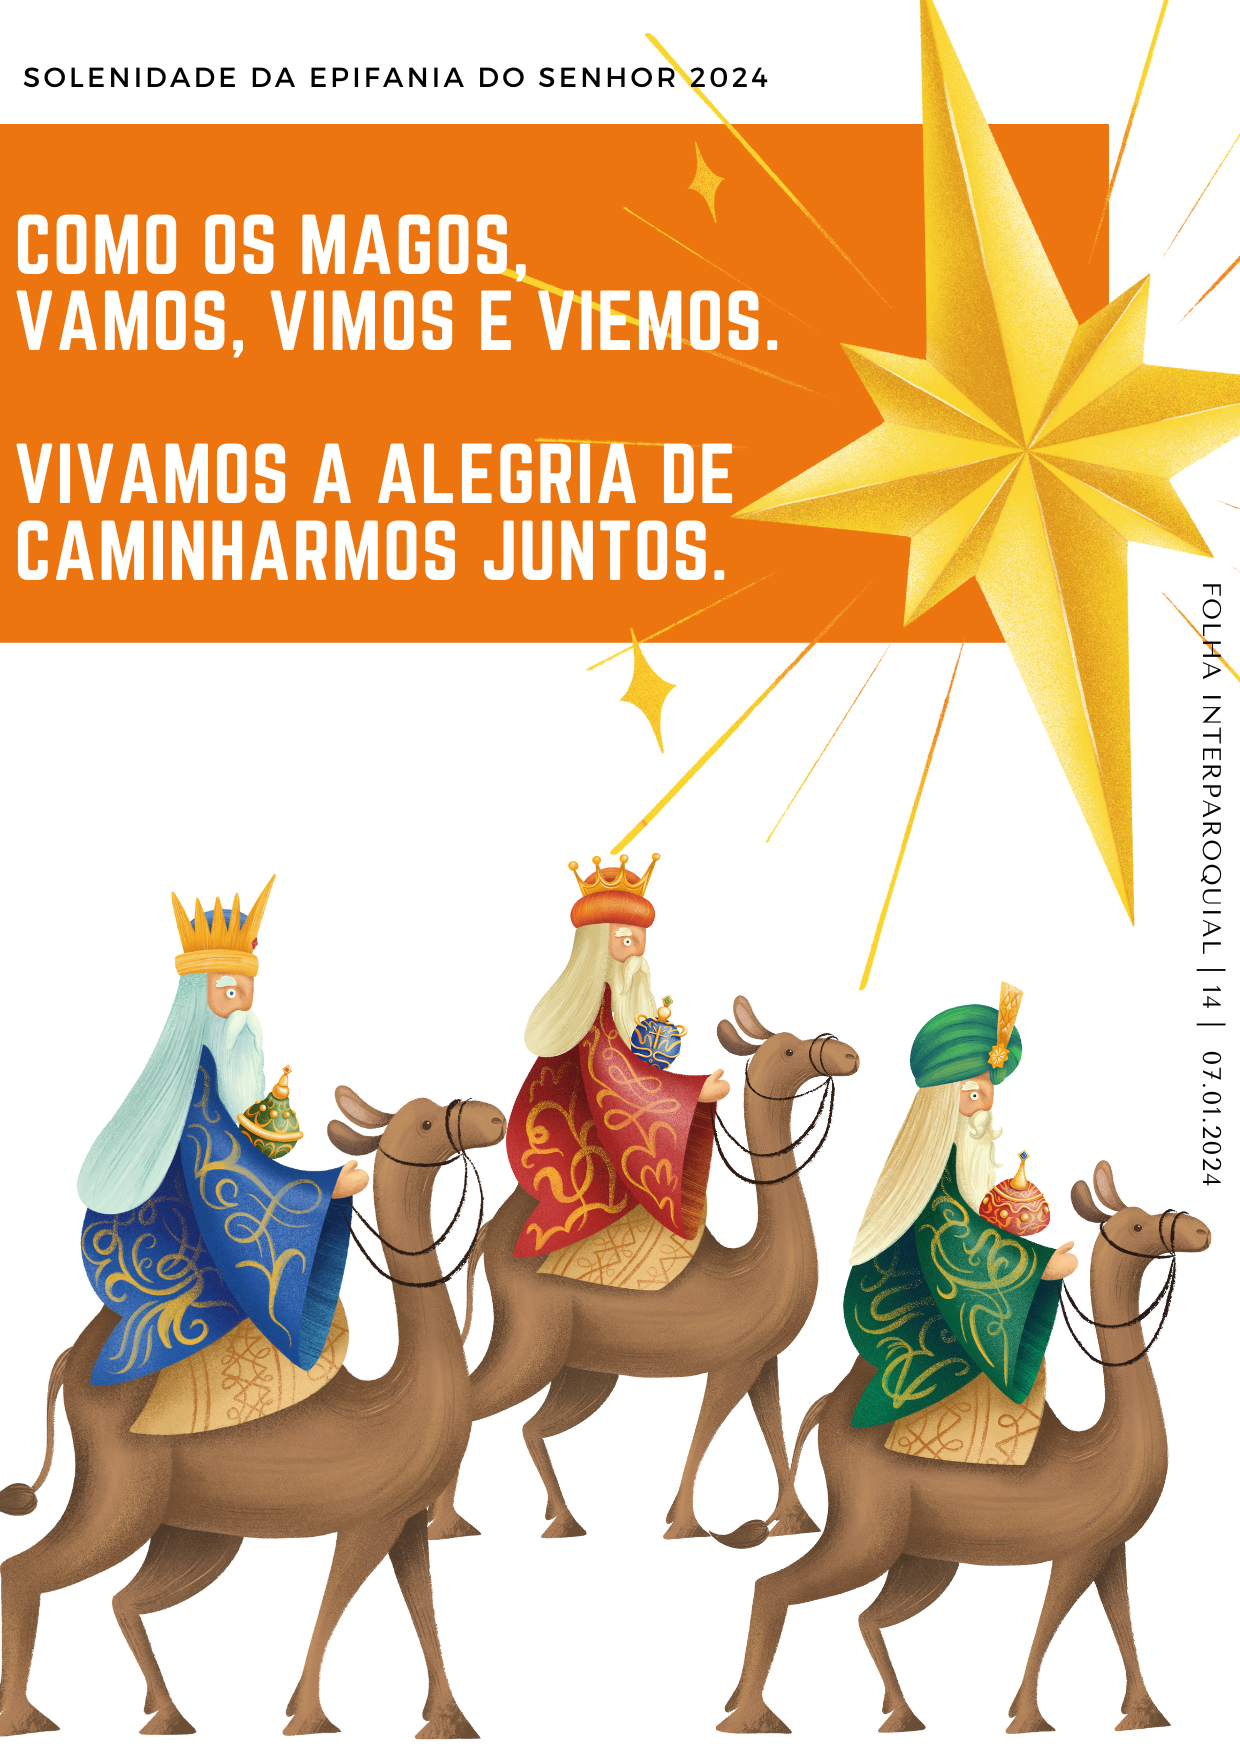 SOLENIDADE DA EPIFANIA DO SENHOR 2024
COMO OS MAGOS,
VAMOS, VIMOS E VIEMOS.
VIVAMOS A ALEGRIA DE
CAMINHARMOS JUNTOS.
FOLHA INTERPAROQUIAL | 14 | 07.01.2024